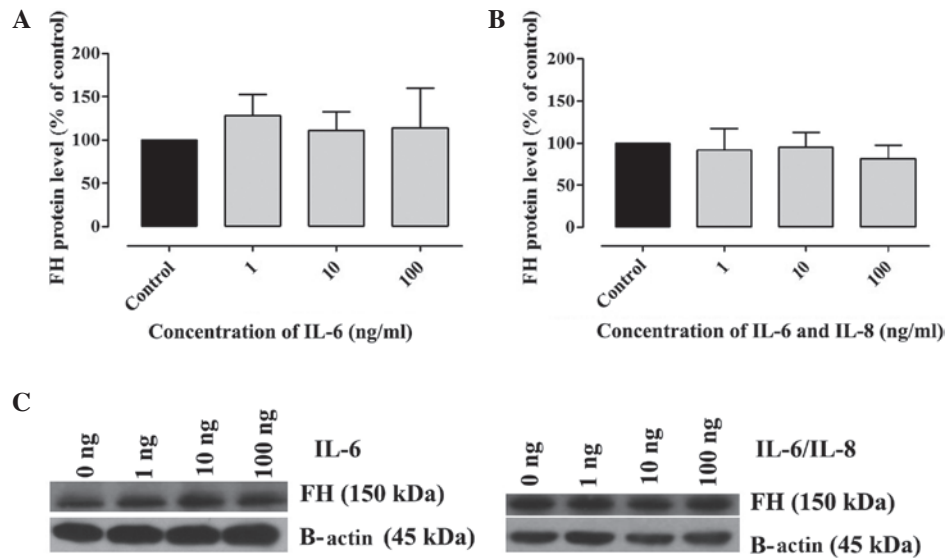 A
FH protein level (% of control)
200
150
100
50
0
Control
1
10
100
Concentration of IL-6 (ng/ml)
B
FH protein level (% of control)
200
150
100
50
0
Control
1
10
100
Concentration of IL-6 and IL-8 (ng/ml)
C
0 ng
1 ng
10 ng
100 ng
IL-6
FH (150 kDa)
B-actin (45 kDa)
0 ng
1 ng
10 ng
100 ng
IL-6/IL-8
FH (150 kDa)
B-actin (45 kDa)